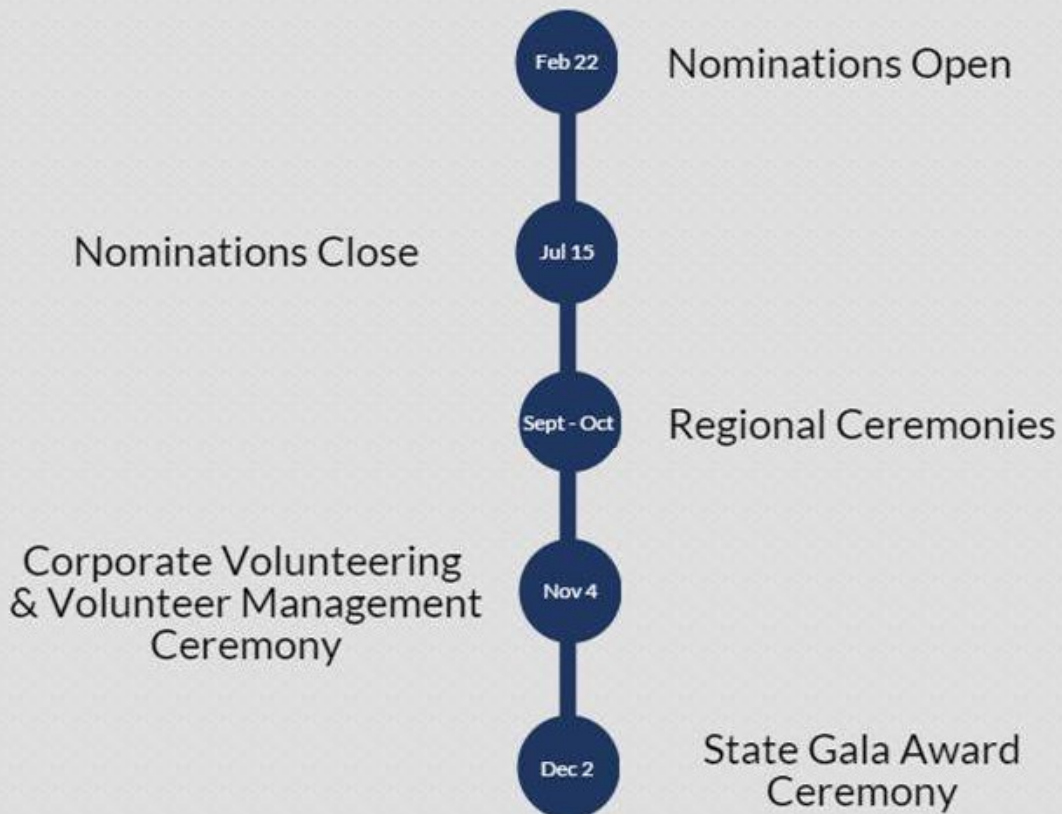 Feb 22
Nominations Open
Nominations Close
Jul 15
Sept - Oct
Regional Ceremonies
Corporate Volunteering
& Volunteer Management
Ceremony
Nov 4
Dec 2
State Gala Award
Ceremony